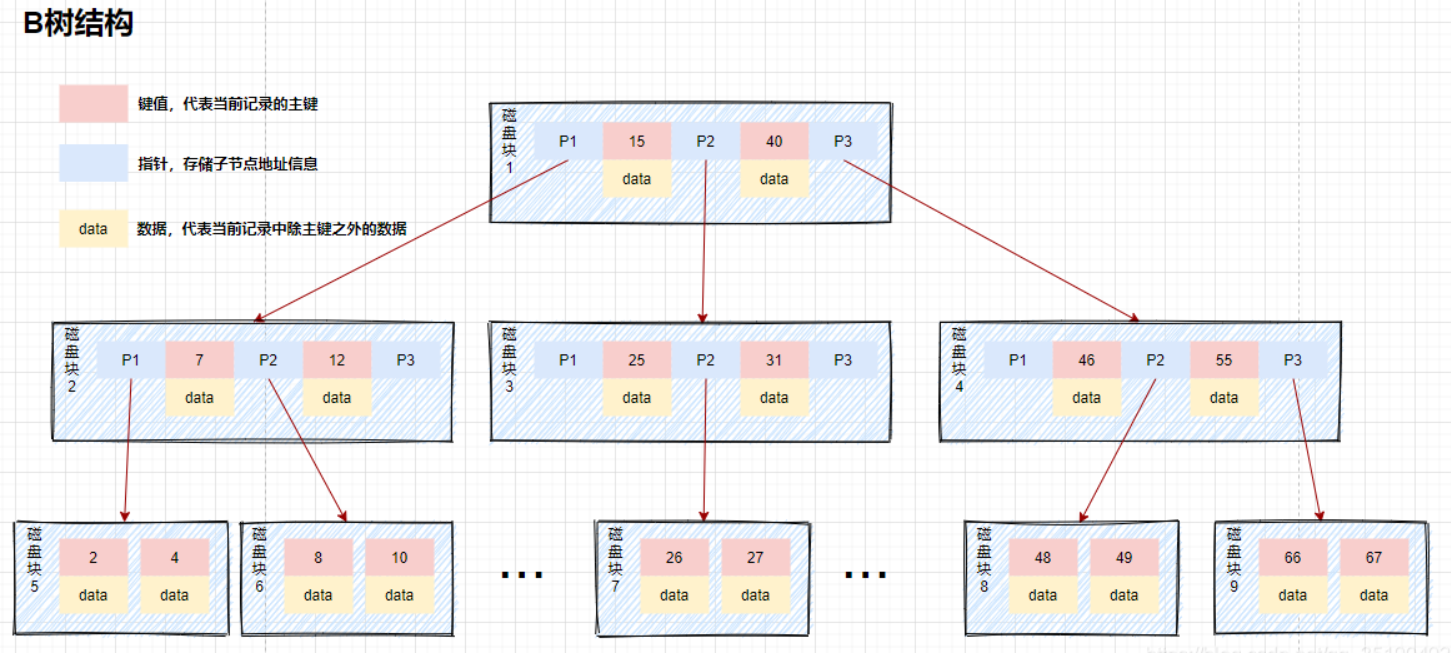 B树结构
键值，代表当前记录的主键
指针，存储子节点地址信息
data 数据，代表当前记录中除主键之外的数据
磁盘块1
P1 15 P2 40 P3
data data
磁盘块2
P1 7 P2 12 P3
data data
磁盘块3
P1 25 P2 31 P3
data data
磁盘块4
P1 46 P2 55 P3
data data
磁盘块5
2 4
data data
磁盘块6
8 10
data data
...
磁盘块7
26 27
data data
...
磁盘块8
48 49
data data
磁盘块9
66 67
data data